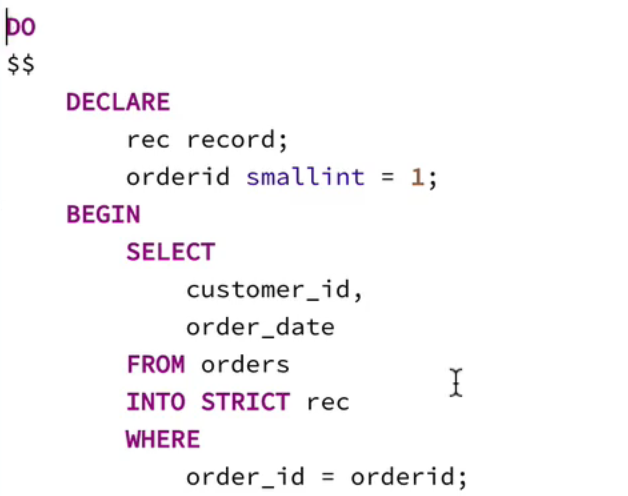 DO
$$
DECLARE
rec record;
orderid smallint = 1;
BEGIN
SELECT
customer_id,
order_date
FROM orders
INTO STRICT rec
WHERE
order_id = orderid;